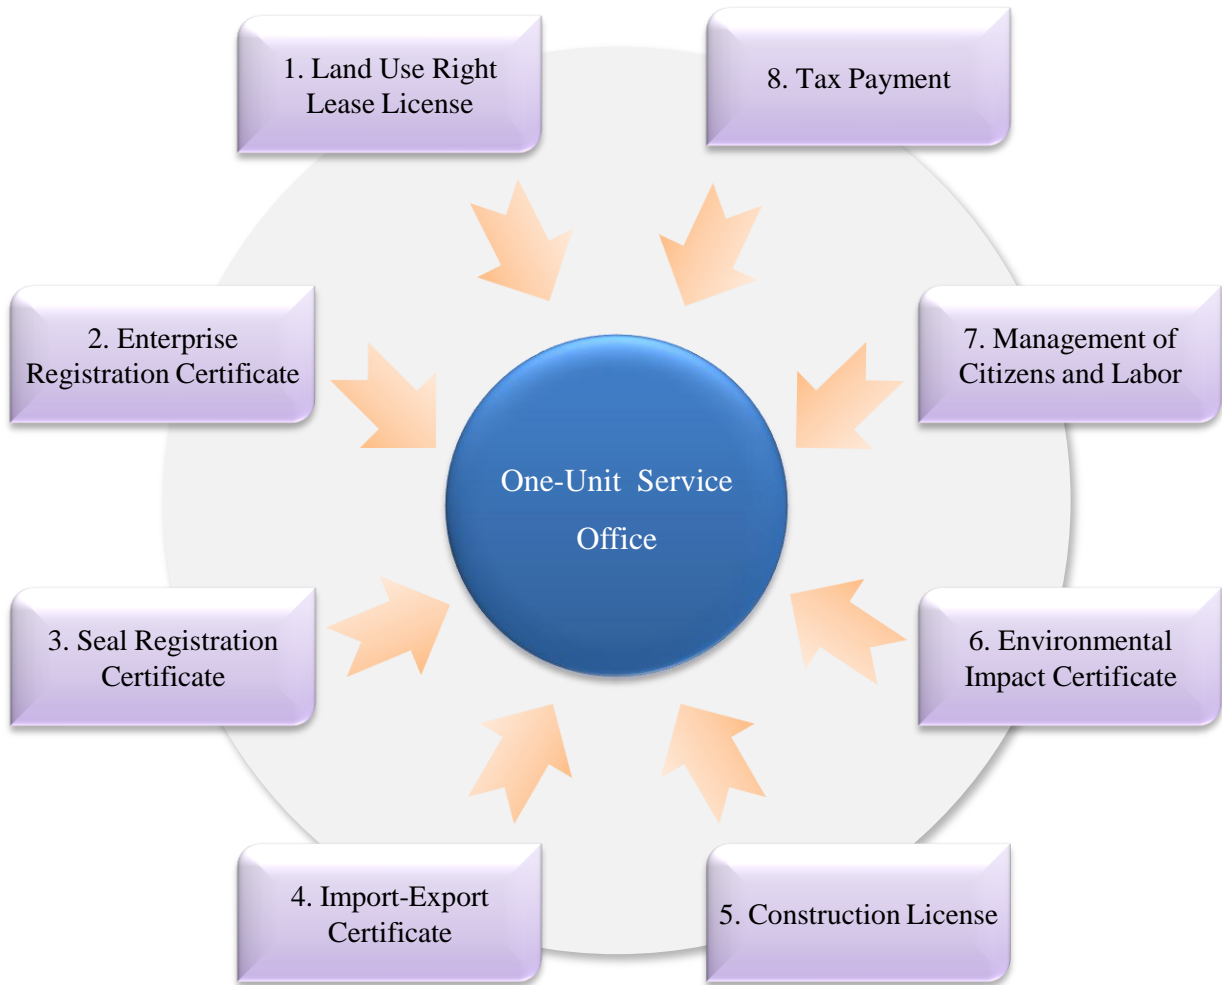 1. Land Use Right
Lease License
8. Tax Payment
2. Enterprise
Registration Certificate
7. Management of
Citizens and Labor
One-Unit Service
Office
3. Seal Registration
Certificate
6. Environmental
Impact Certificate
4. Import-Export
Certificate
5. Construction License